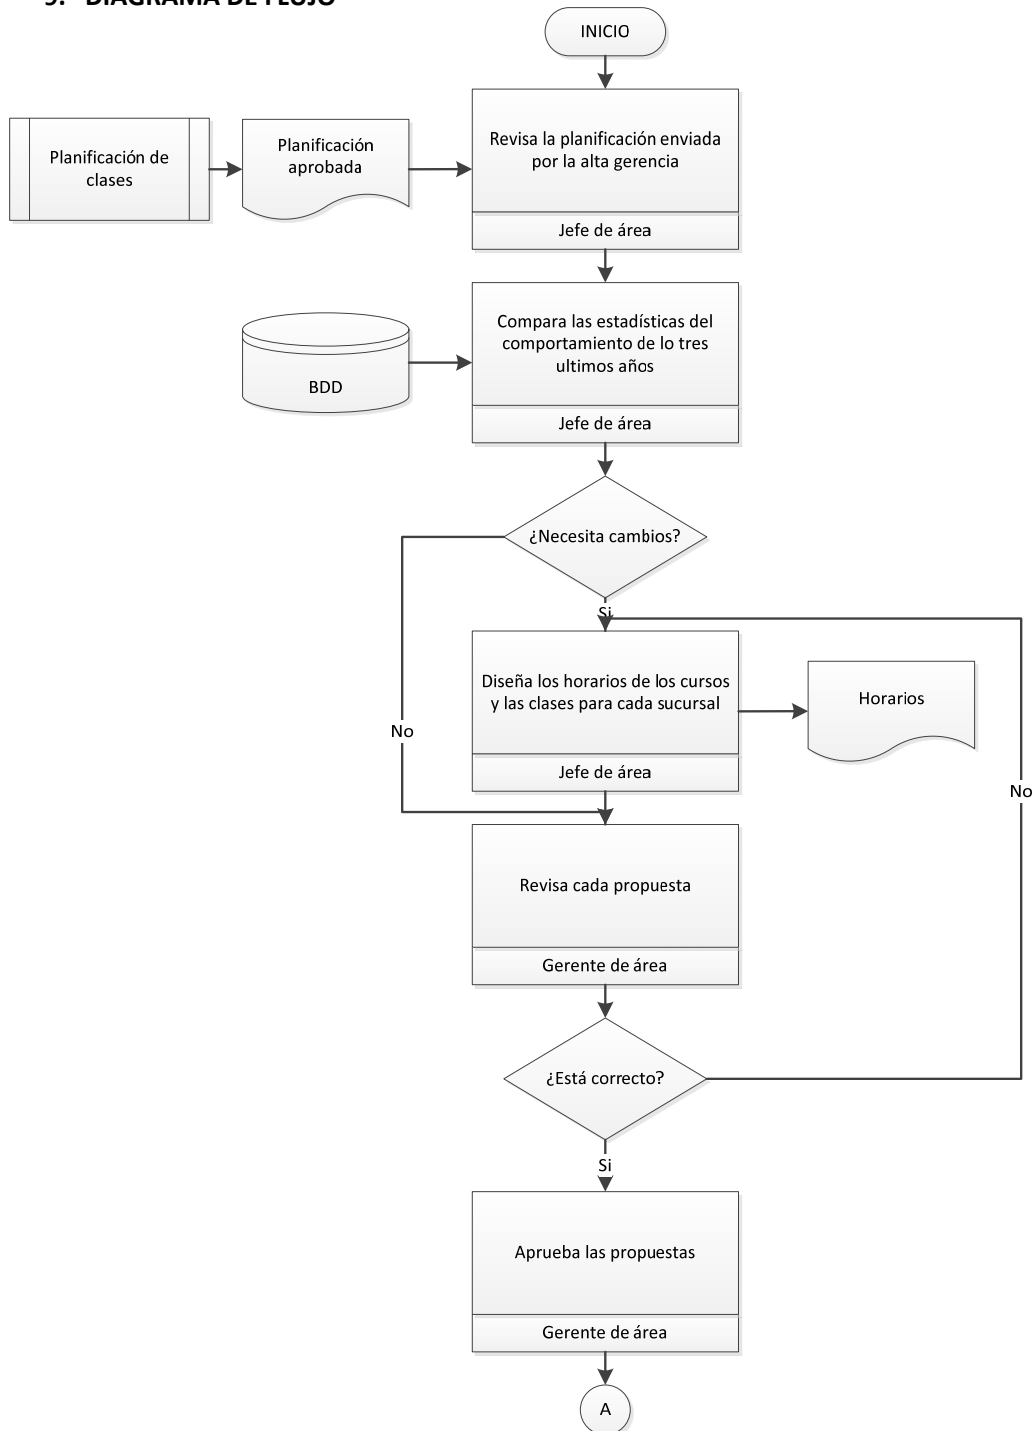 9. DIAGRAMA DE FLUJO
INICIO
Planificación de
clases
Planificación
aprobada
Revisa la planificación enviada
por la alta gerencia
Jefe de área
Compara las estadísticas del
comportamiento de lo tres
ultimos años
BDD
Jefe de área
¿Necesita cambios?
Si
Diseña los horarios de los cursos
y las clases para cada sucursal
Horarios
No
Jefe de área
No
Revisa cada propuesta
Gerente de área
¿Está correcto?
Si
Aprueba las propuestas
Gerente de área
A